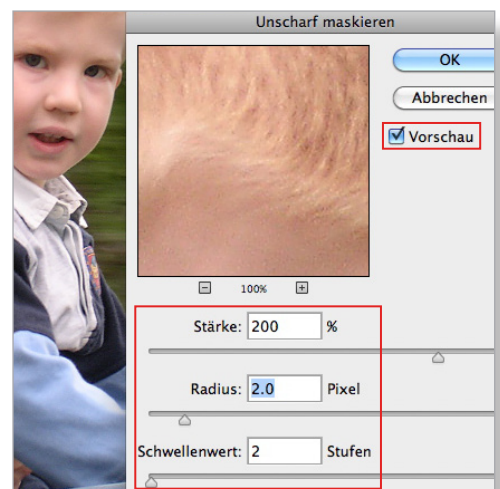 Unscharf maskieren
OK
Abbrechen
Vorschau
100%
Stärke: 200 %
Radius: 2.0 Pixel
Schwellenwert: 2 Stufen